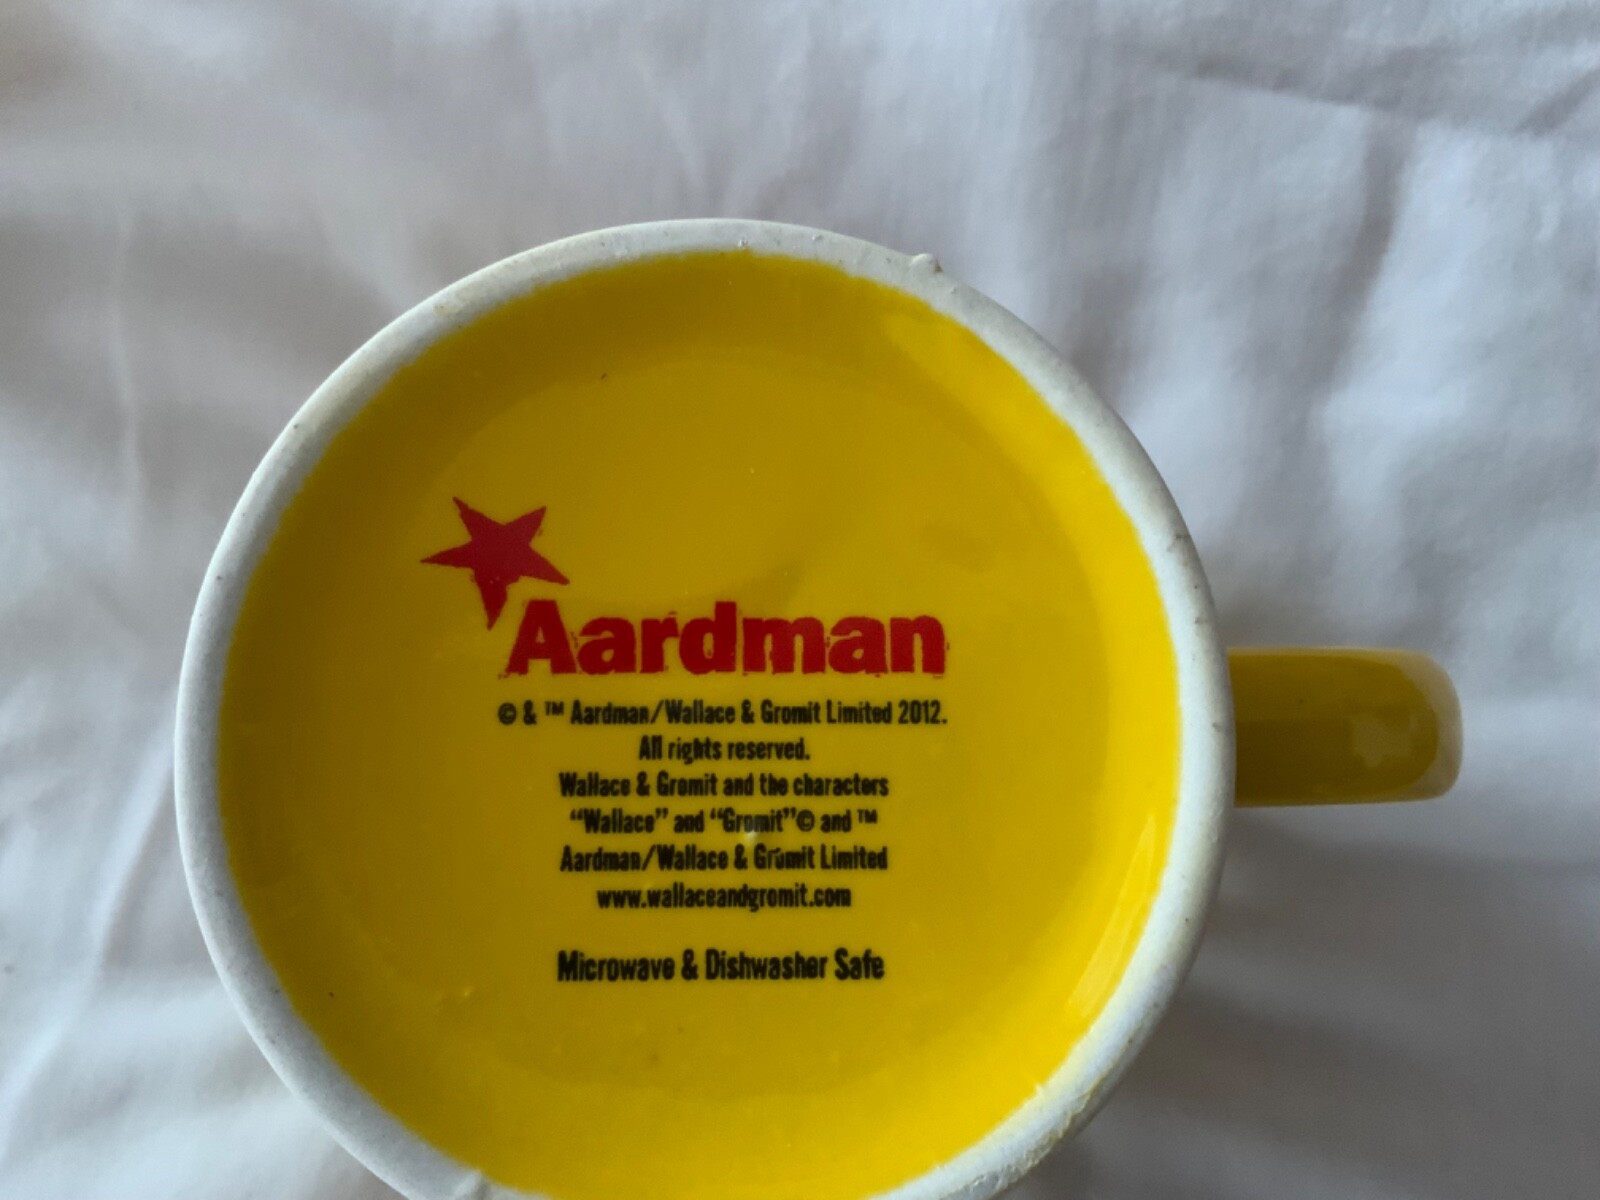 Aardman
© & ™ Aardman/Wallace & Gromit Limited 2012.
All rights reserved.
Wallace & Gromit and the characters
“Wallace” and “Gromit”© and ™
Aardman/Wallace & Gromit Limited
www.wallaceandgromit.com
Microwave & Dishwasher Safe